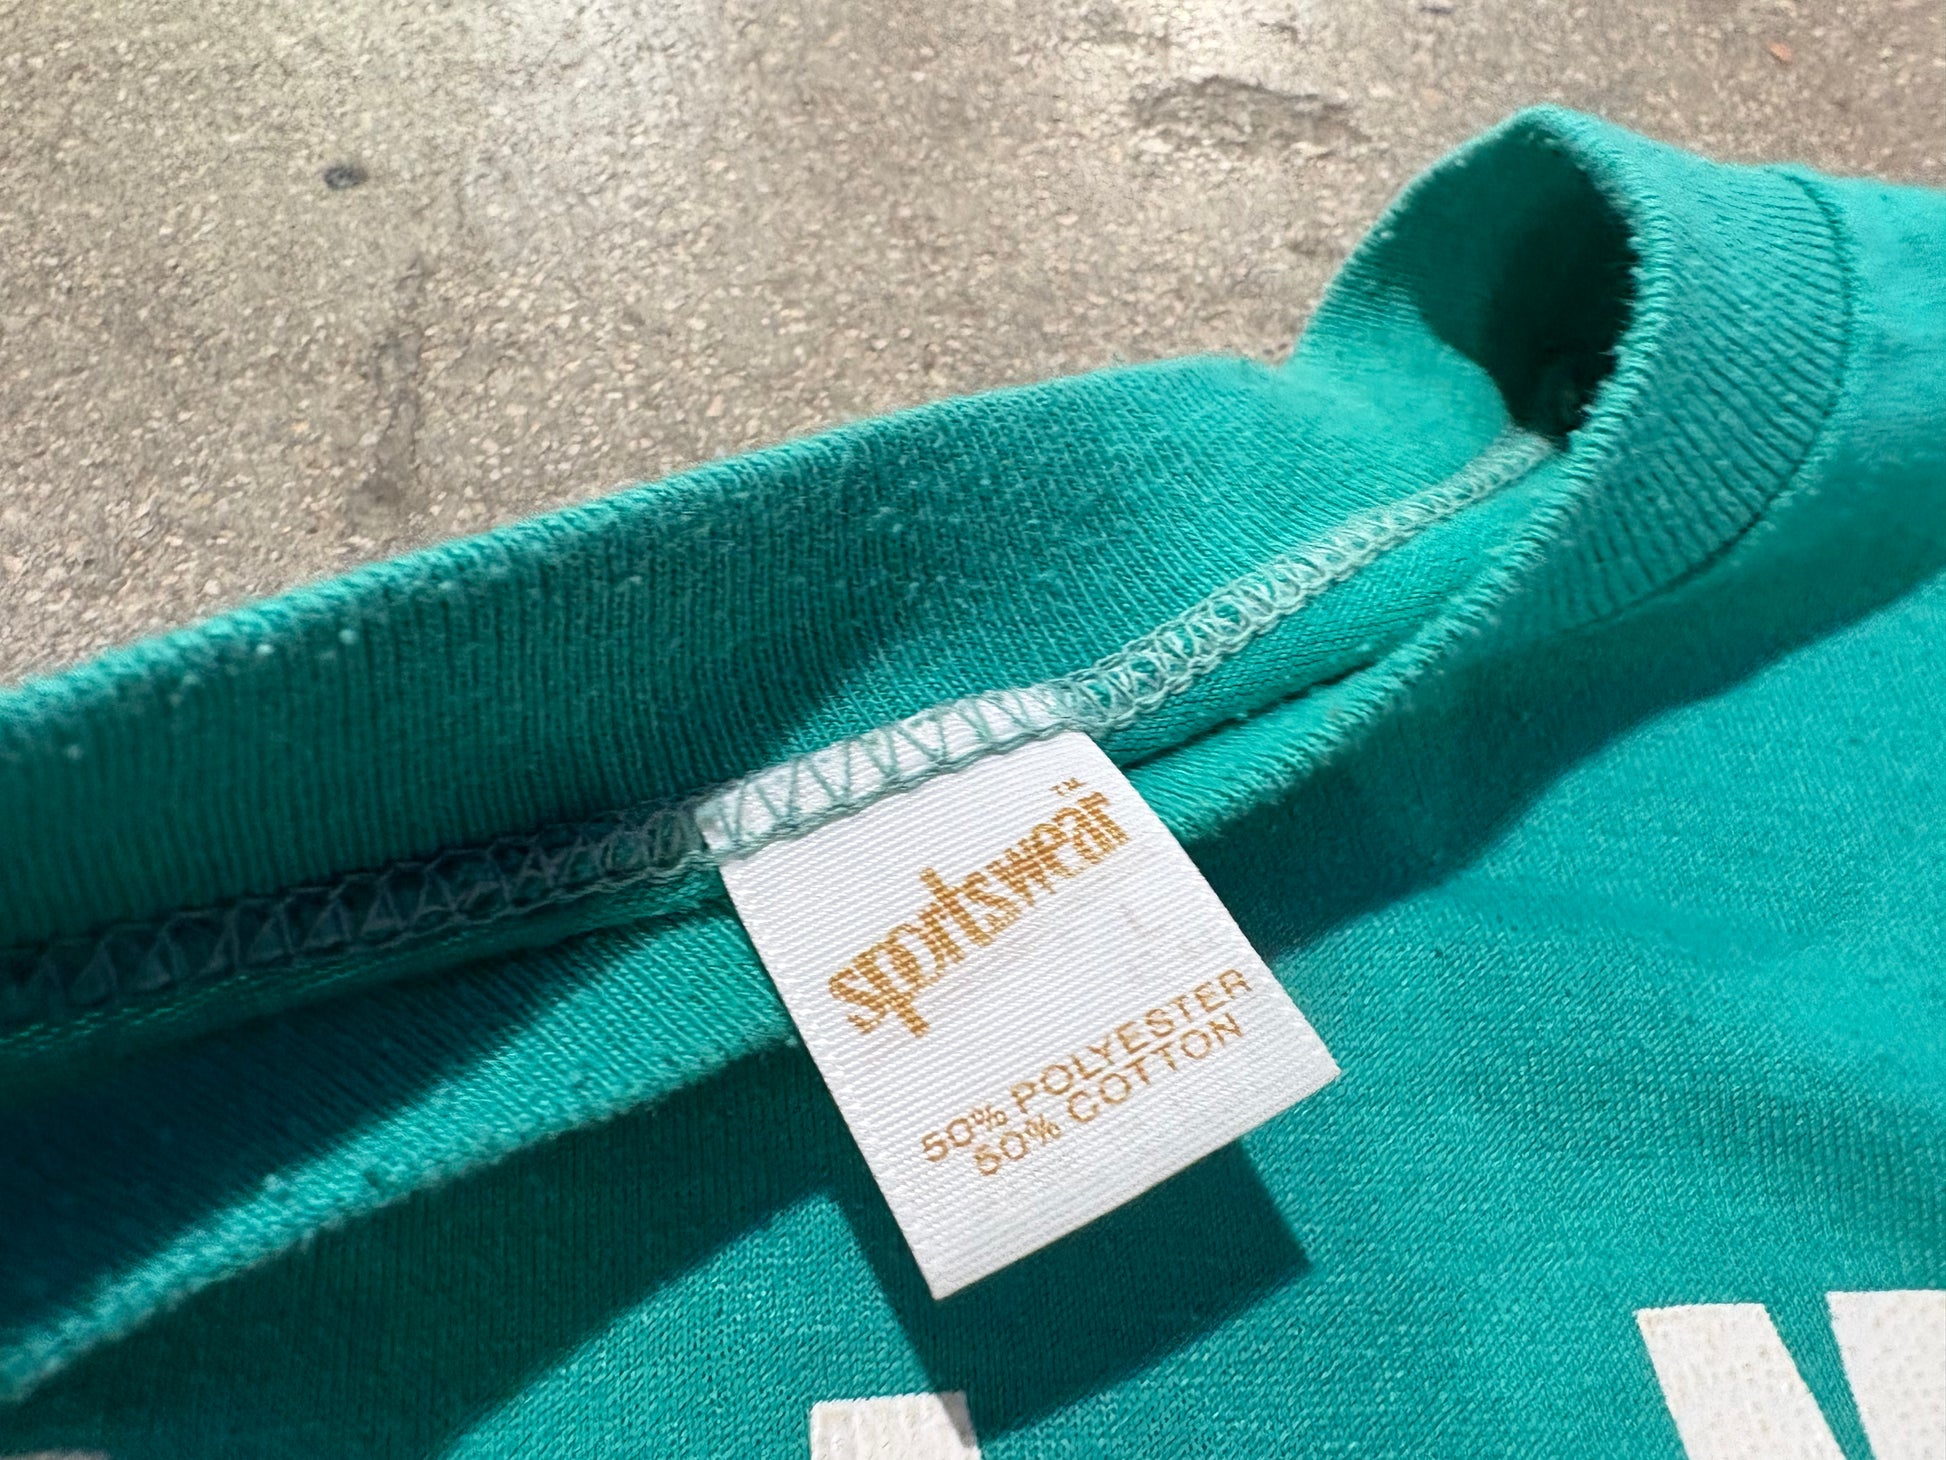 sportswear™
50% POLYESTER
50% COTTON